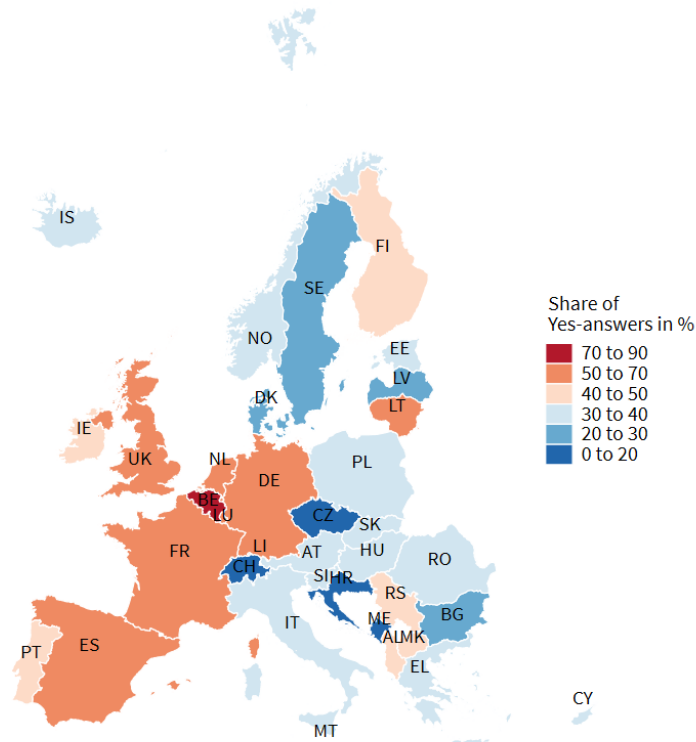 IS
FI
SE
NO
EE
LV
DK
LT
IE
UK
NL
PL
DE
BE
LU
CZ
SK
FR
LI
AT
HU
RO
CH
SI
HR
RS
IT
ME
BG
PT
ES
AL
MK
EL
CY
MT
Share of
Yes-answers in %
70 to 90
50 to 70
40 to 50
30 to 40
20 to 30
0 to 20